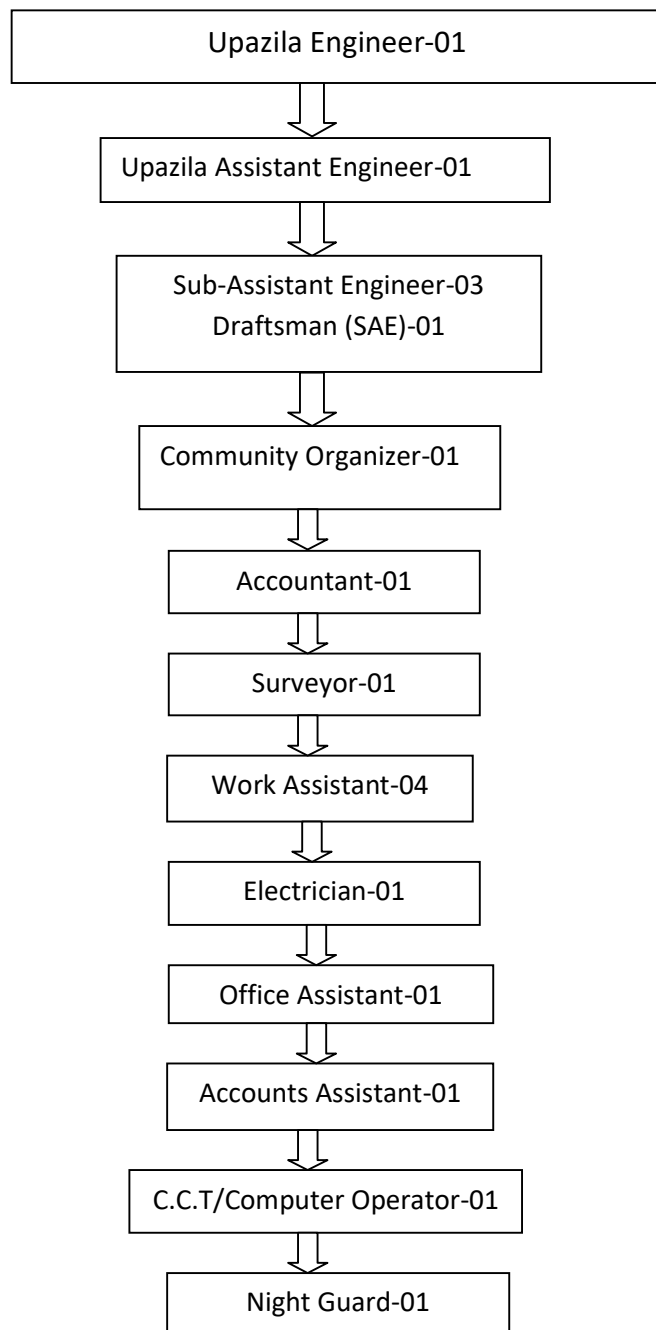 Upazila Engineer-01
Upazila Assistant Engineer-01
Sub-Assistant Engineer-03
Draftsman (SAE)-01
Community Organizer-01
Accountant-01
Surveyor-01
Work Assistant-04
Electrician-01
Office Assistant-01
Accounts Assistant-01
C.C.T/Computer Operator-01
Night Guard-01